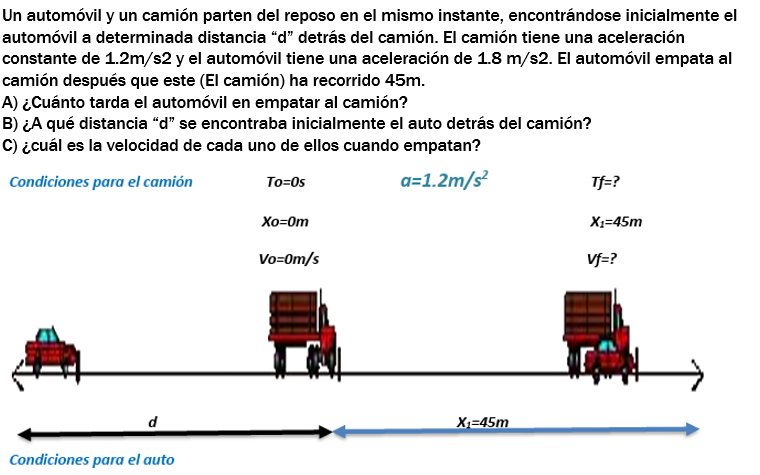 Un automóvil y un camión parten del reposo en el mismo instante, encontrándose inicialmente el
automóvil a determinada distancia “d” detrás del camión. El camión tiene una aceleración
constante de 1.2m/s2 y el automóvil tiene una aceleración de 1.8 m/s2. El automóvil empata al
camión después que este (El camión) ha recorrido 45m.
A) ¿Cuánto tarda el automóvil en empatar al camión?
B) ¿A qué distancia “d” se encontraba inicialmente el auto detrás del camión?
C) ¿cuál es la velocidad de cada uno de ellos cuando empatan?
Condiciones para el camión To=0s a=1.2m/s² Tf=?
Xo=0m X₁=45m
Vo=0m/s Vf=?
d X₁=45m
Condiciones para el auto